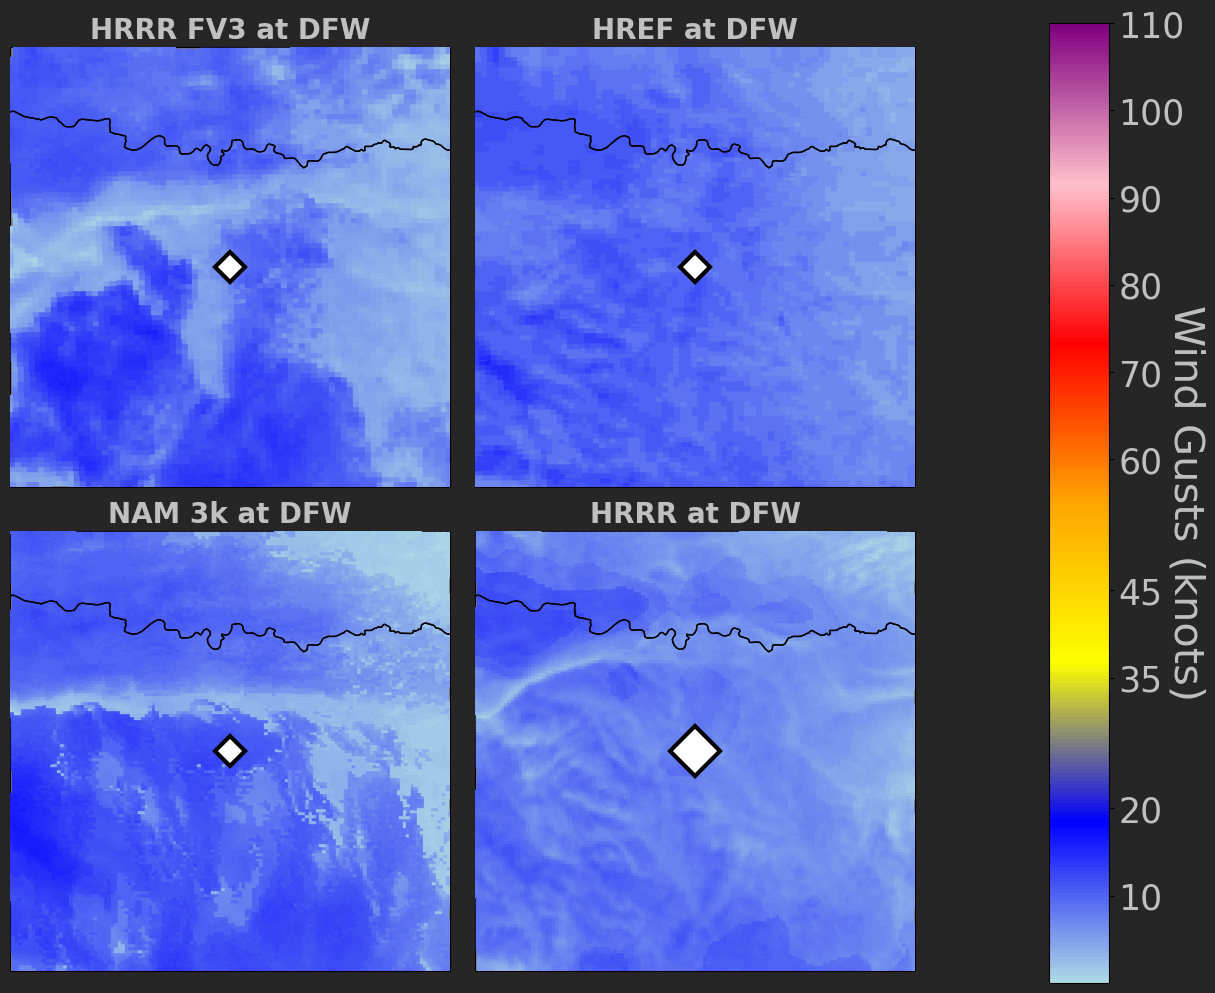 HRRR FV3 at DFW
HREF at DFW
NAM 3k at DFW
HRRR at DFW
110
100
90
80
70
60
45
35
20
10
Wind Gusts (knots)